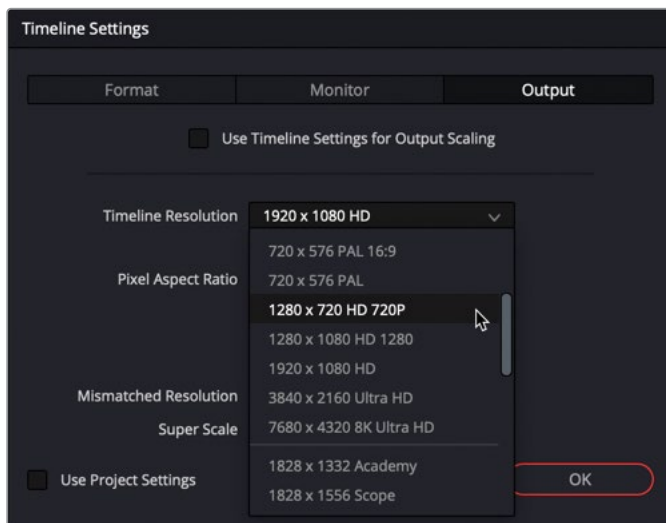 Timeline Settings
Format Monitor Output
Use Timeline Settings for Output Scaling
Timeline Resolution 1920 x 1080 HD
720 x 576 PAL 16:9
Pixel Aspect Ratio 720 x 576 PAL
1280 x 720 HD 720P
1280 x 1080 HD 1280
1920 x 1080 HD
Mismatched Resolution 3840 x 2160 Ultra HD
Super Scale 7680 x 4320 8K Ultra HD
1828 x 1332 Academy
Use Project Settings OK
1828 x 1556 Scope